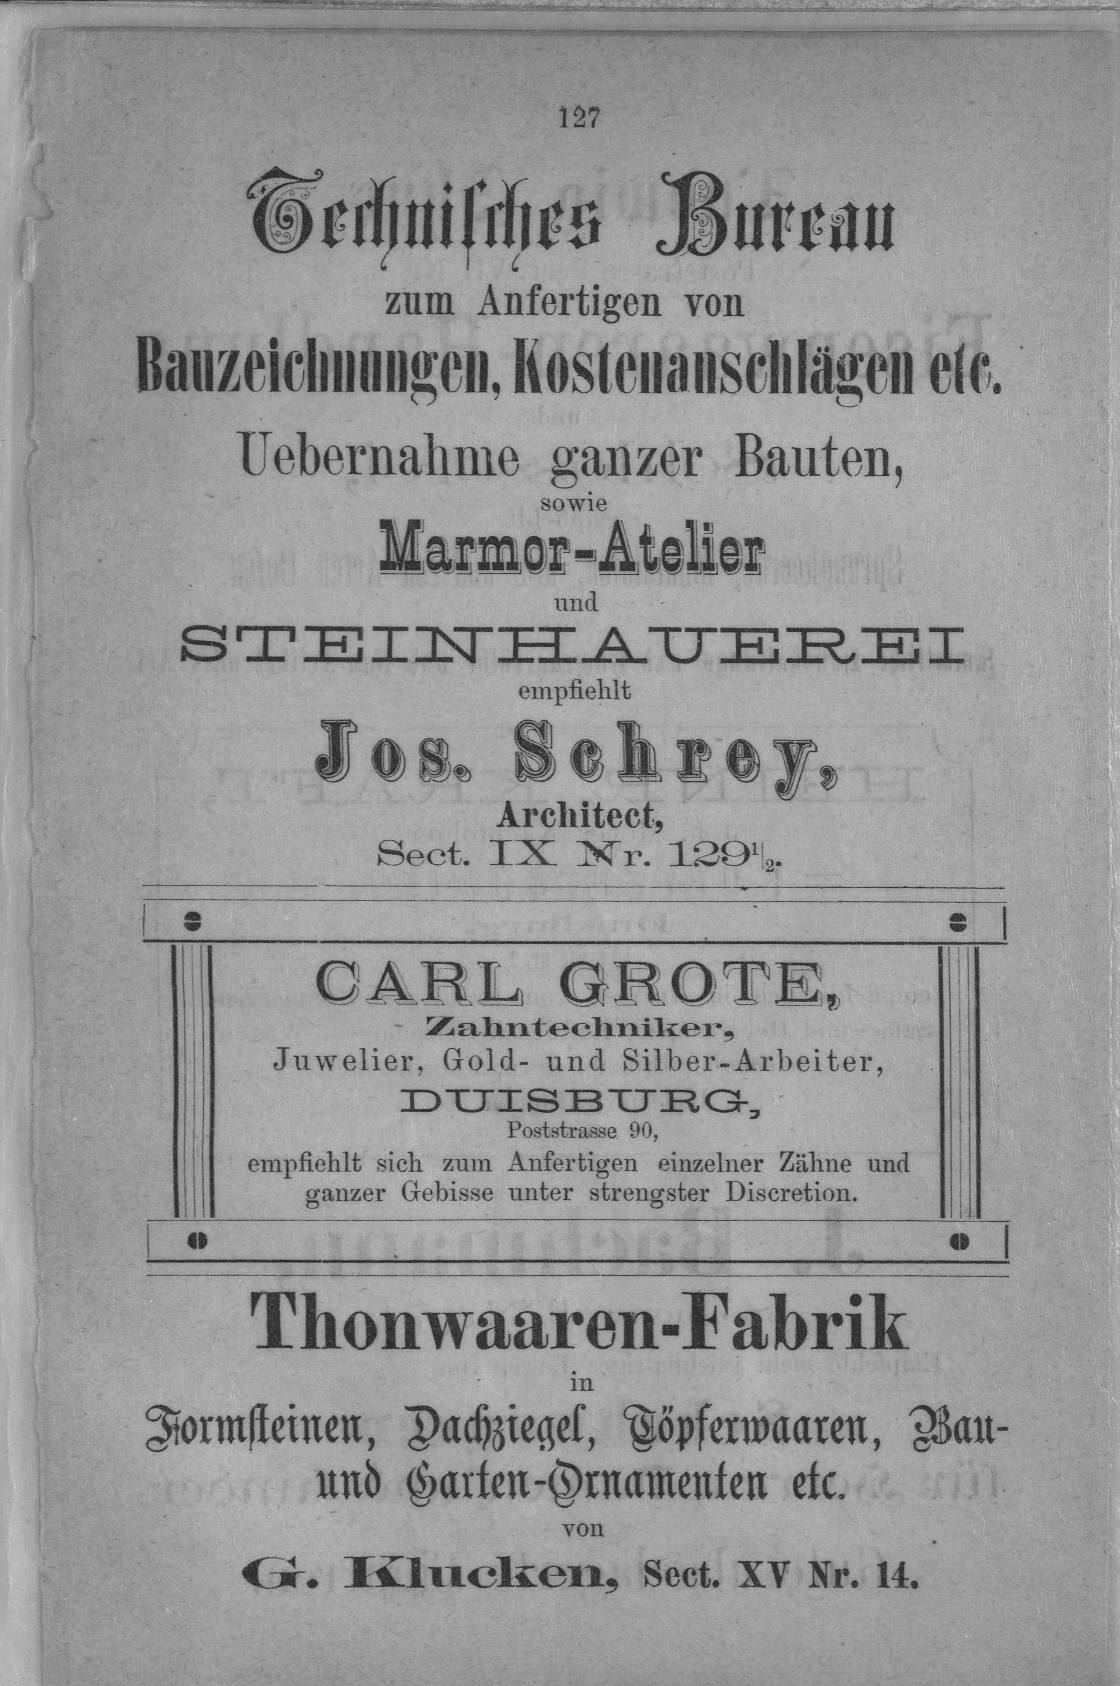 127
Technisches Bureau
zum Anfertigen von
Bauzeichnungen, Kostenanschlägen etc.
Uebernahme ganzer Bauten,
sowie
Marmor-Atelier
und
STEINHAUEREI
empfiehlt
Jos. Schrey,
Architect,
Sect. IX Nr. 129 1/2.
CARL GROTE,
Zahntechniker,
Juwelier, Gold- und Silber-Arbeiter,
DUISBURG,
Poststrasse 90,
empfiehlt sich zum Anfertigen einzelner Zähne und
ganzer Gebisse unter strengster Discretion.
Thonwaaren-Fabrik
in
Formsteinen, Dachziegel, Töpferwaaren, Bau-
und Garten-Ornamenten etc.
von
G. Klucken, Sect. XV Nr. 14.